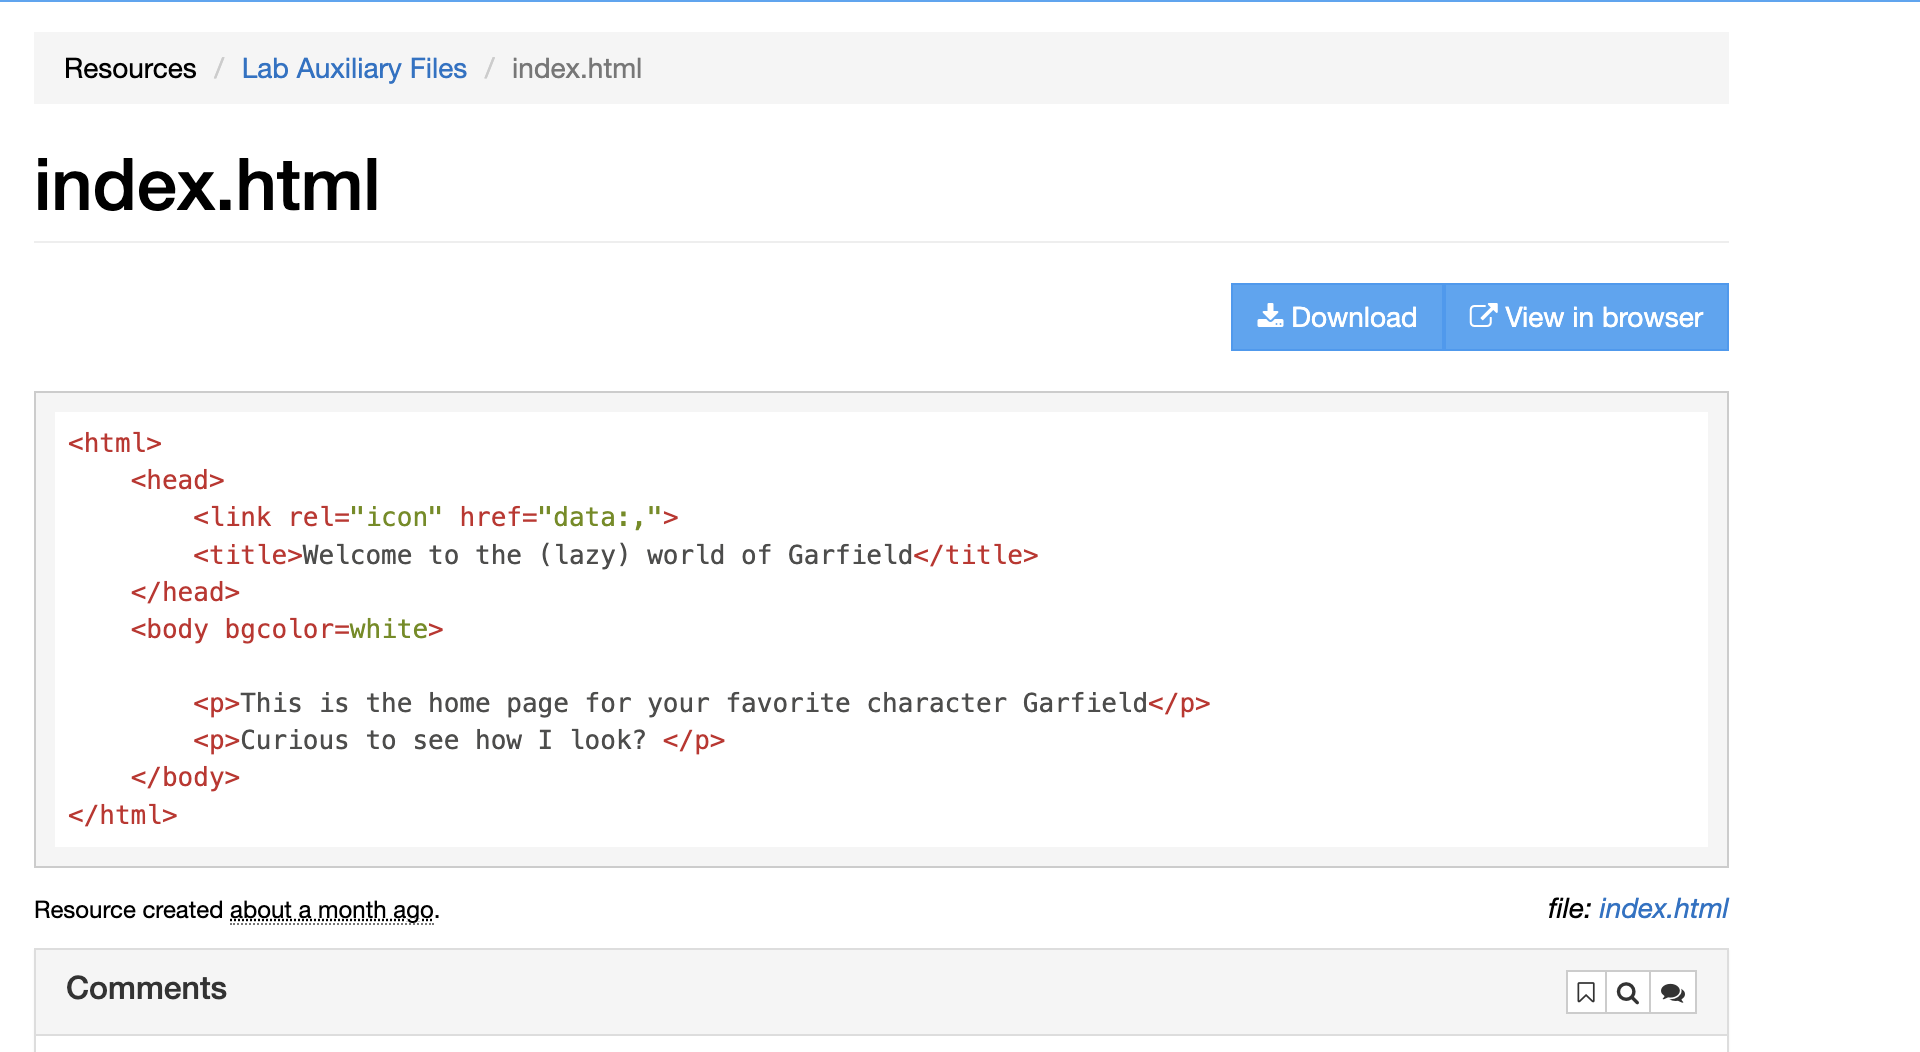 Resources / Lab Auxiliary Files / index.html
index.html
Download View in browser
<html>
    <head>
        <link rel="icon" href="data:,">
        <title>Welcome to the (lazy) world of Garfield</title>
    </head>
    <body bgcolor=white>

        <p>This is the home page for your favorite character Garfield</p>
        <p>Curious to see how I look? </p>
    </body>
</html>
Resource created about a month ago.
file: index.html
Comments